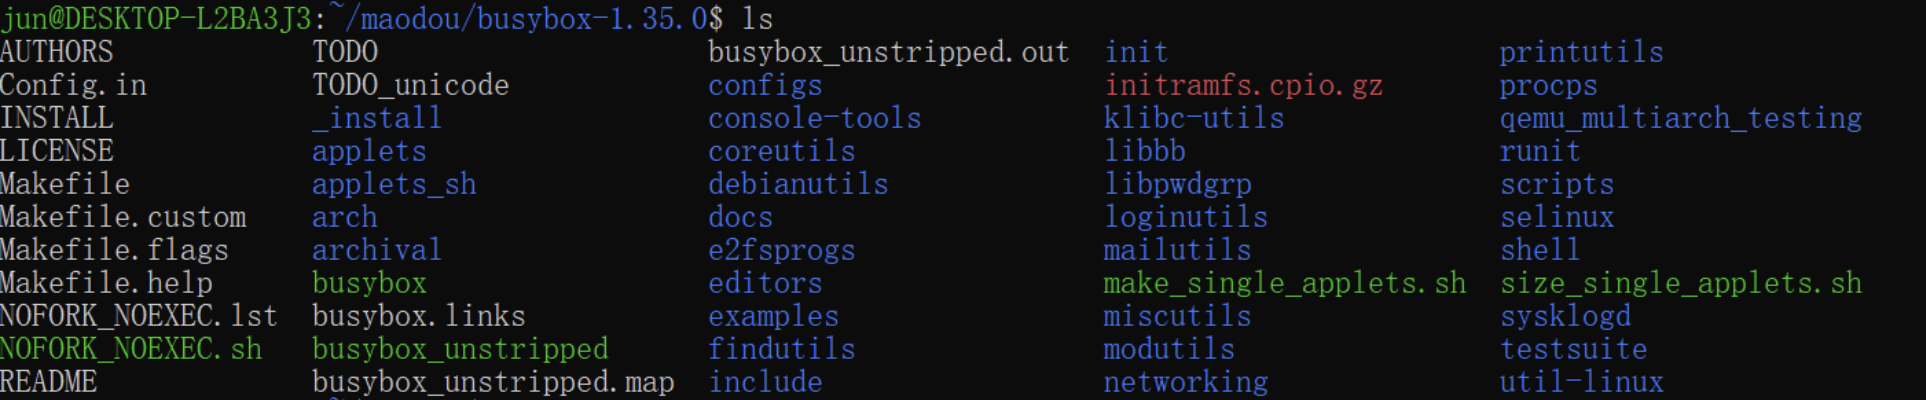 jun@DESKTOP-L2BA3J3:~/maodou/busybox-1.35.0$ ls
AUTHORS TODO busybox_unstripped.out init printutils
Config.in TODO_unicode configs initramfs.cpio.gz procps
INSTALL _install console-tools klibc-utils qemu_multiarch_testing
LICENSE applets coreutils libbb runit
Makefile applets_sh debianutils libpwdgrp scripts
Makefile.custom arch docs loginutils selinux
Makefile.flags archival e2fsprogs mailutils shell
Makefile.help busybox editors make_single_applets.sh size_single_applets.sh
NOFORK_NOEXEC.lst busybox.links examples miscutils sysklogd
NOFORK_NOEXEC.sh busybox_unstripped findutils modutils testsuite
README busybox_unstripped.map include networking util-linux